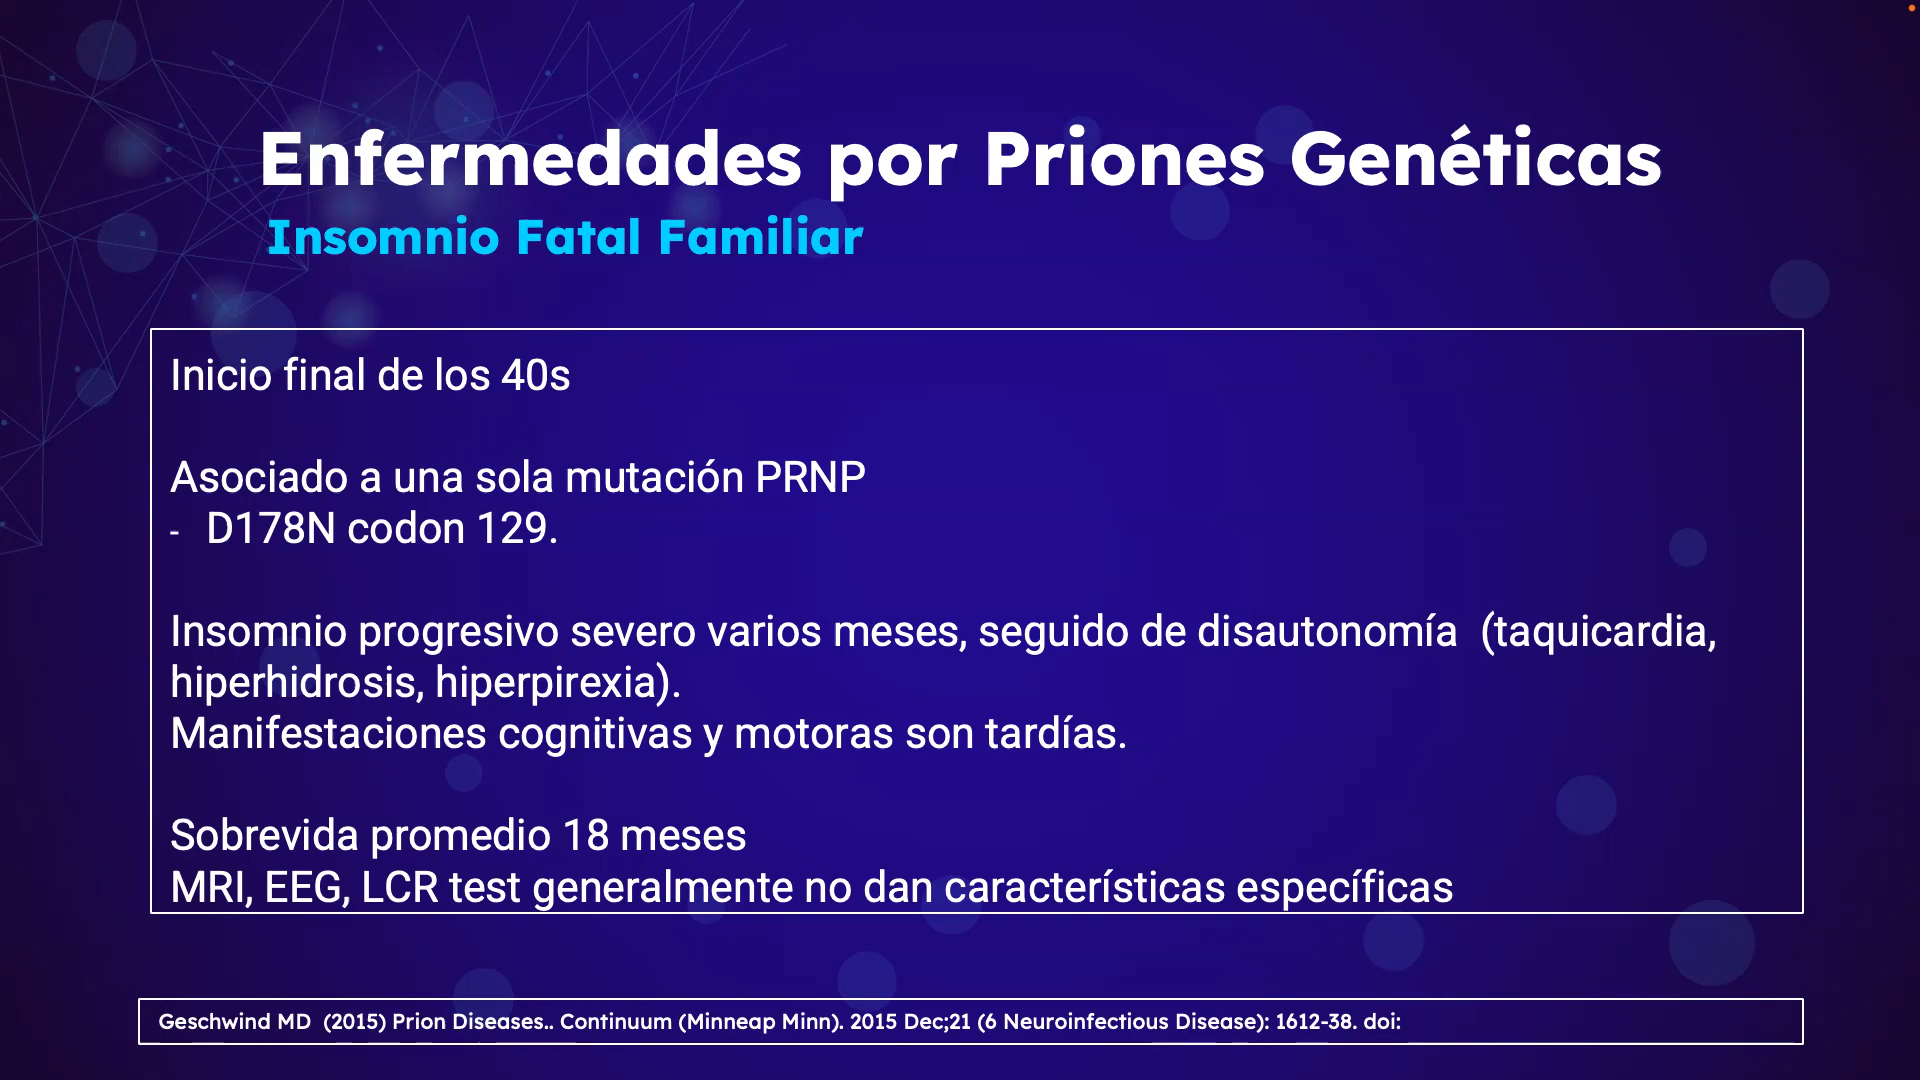 Enfermedades por Priones Genéticas
Insomnio Fatal Familiar
Inicio final de los 40s
Asociado a una sola mutación PRNP
- D178N codon 129.
Insomnio progresivo severo varios meses, seguido de disautonomía (taquicardia,
hiperhidrosis, hiperpirexia).
Manifestaciones cognitivas y motoras son tardías.
Sobrevida promedio 18 meses
MRI, EEG, LCR test generalmente no dan características específicas
Geschwind MD (2015) Prion Diseases.. Continuum (Minneap Minn). 2015 Dec;21 (6 Neuroinfectious Disease): 1612-38. doi: